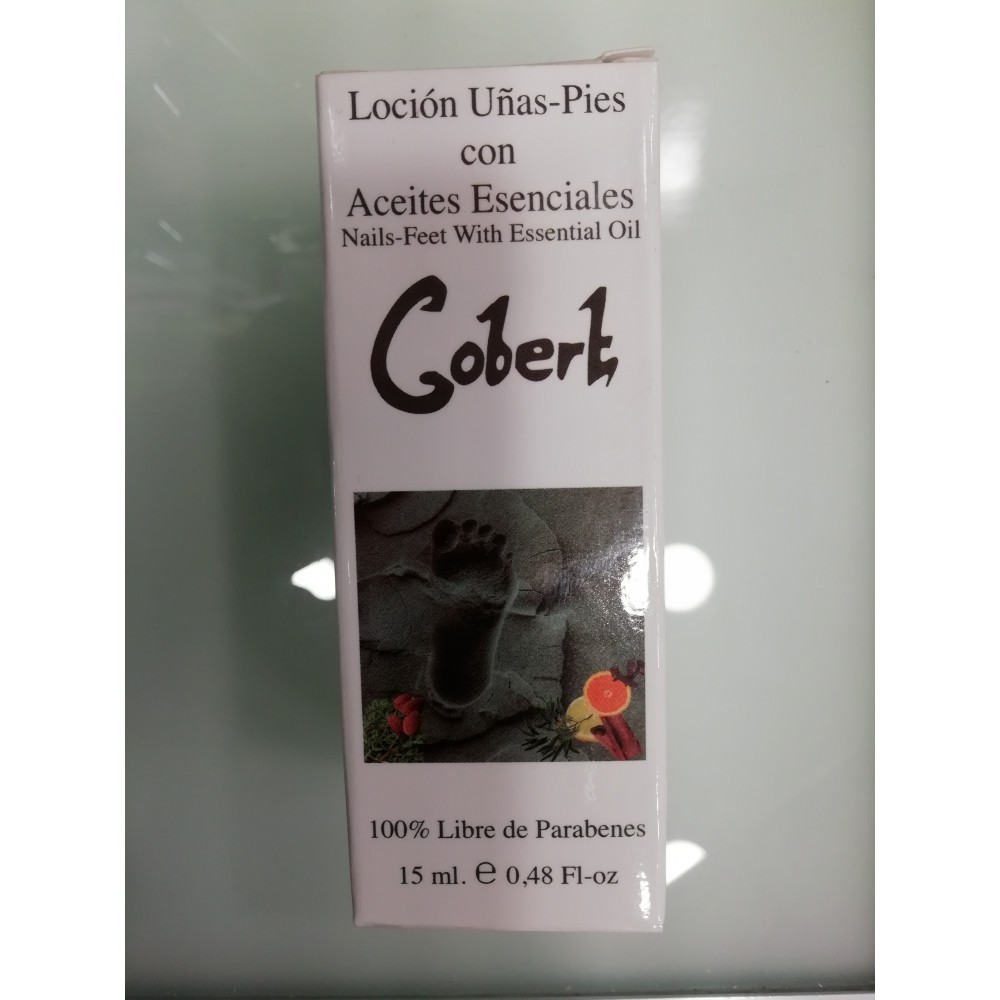 Loción Uñas-Pies
con
Aceites Esenciales
Nails-Feet With Essential Oil
Cobert
100% Libre de Parabenes
15 ml. ℮ 0,48 Fl-oz